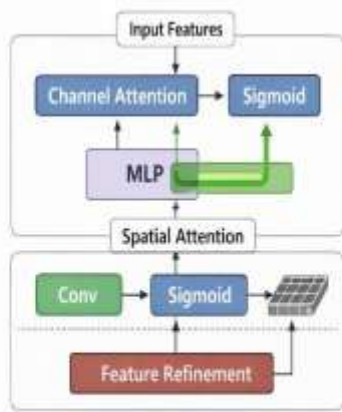 Input Features
Channel Attention
Sigmoid
MLP
Spatial Attention
Conv
Sigmoid
Feature Refinement